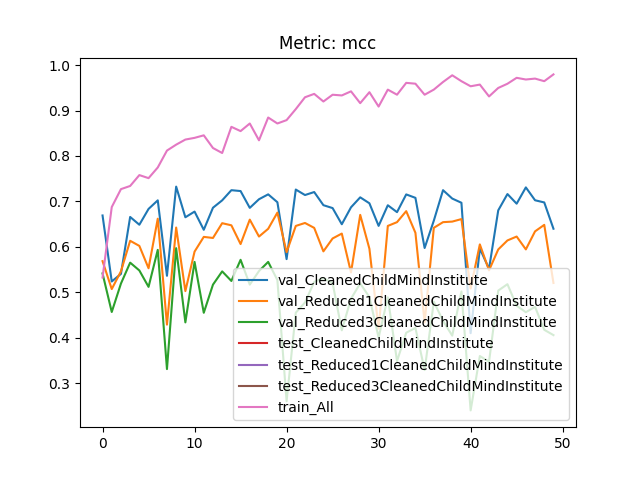 Metric: mcc
1.0
0.9
0.8
0.7
0.6
0.5
0.4
0.3
0
10
20
30
40
50
val_CleanedChildMindInstitute
val_Reduced1CleanedChildMindInstitute
val_Reduced3CleanedChildMindInstitute
test_CleanedChildMindInstitute
test_Reduced1CleanedChildMindInstitute
test_Reduced3CleanedChildMindInstitute
train_All